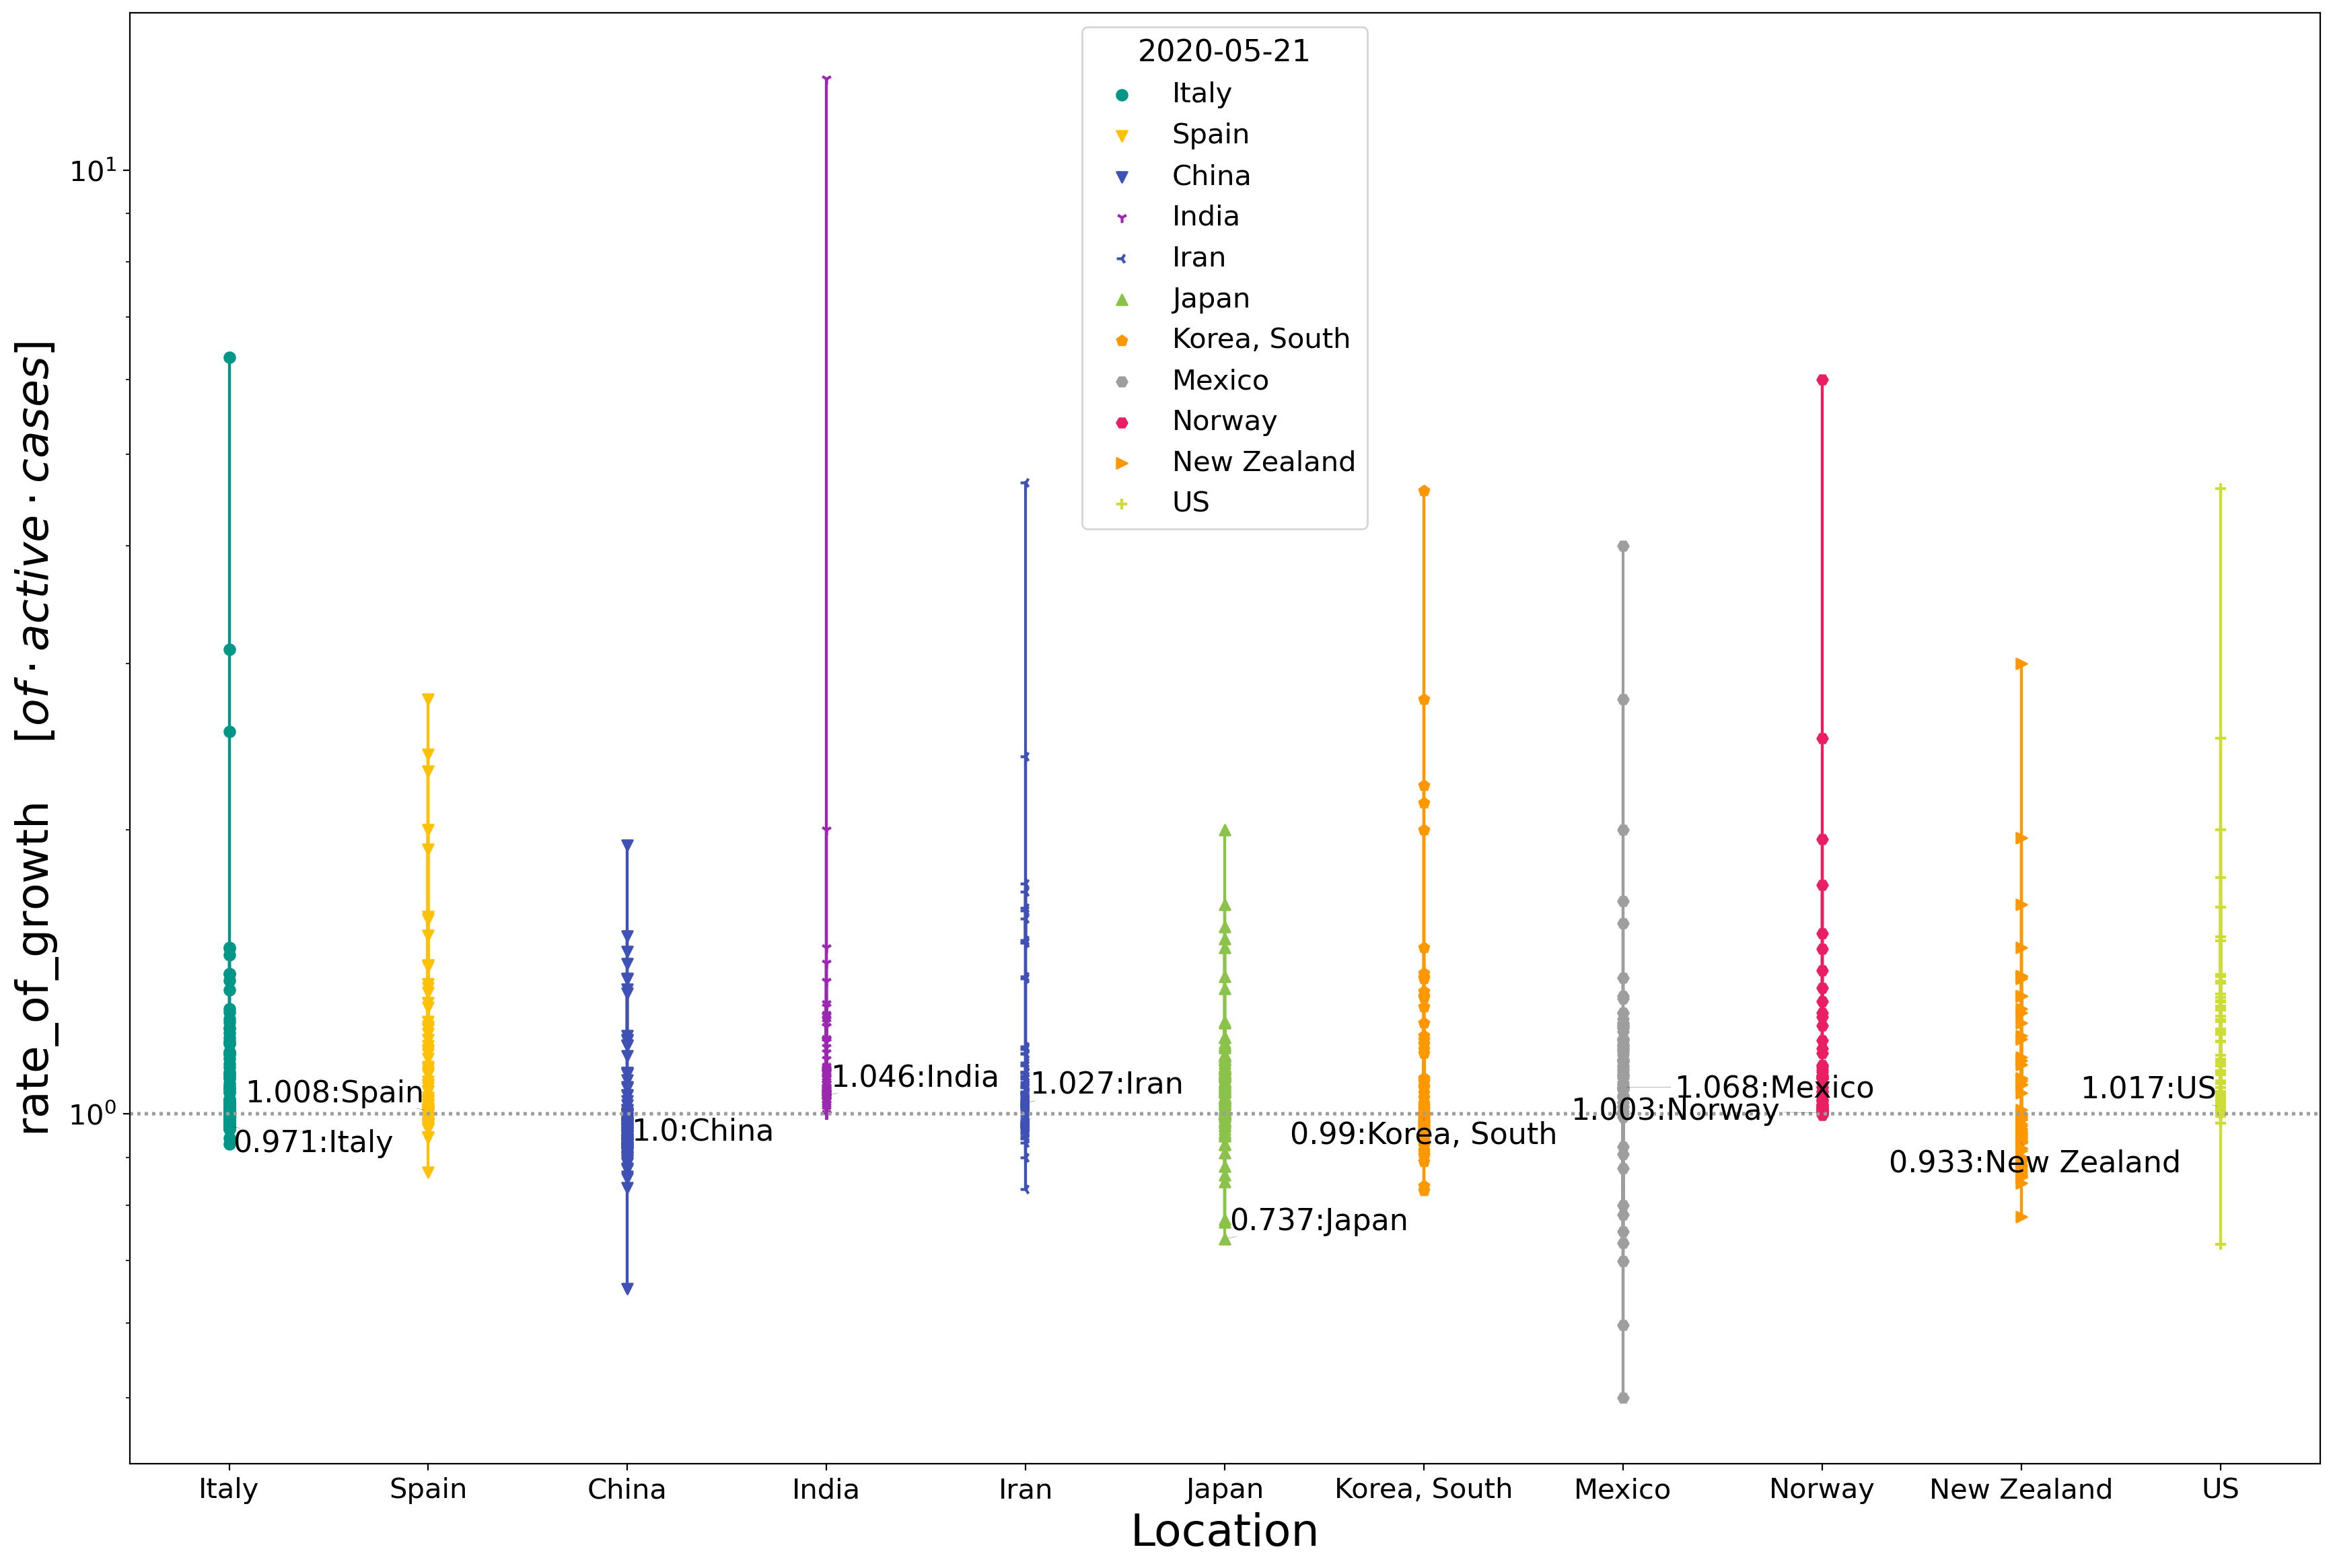 2020-05-21
Italy
Spain
China
India
Iran
Japan
Korea, South
Mexico
Norway
New Zealand
US
10¹
10⁰
rate_of_growth [of·active·cases]
1.008:Spain
0.971:Italy
1.0:China
1.046:India
1.027:Iran
0.737:Japan
0.99:Korea, South
1.068:Mexico
1.003:Norway
0.933:New Zealand
1.017:US
Italy Spain China India Iran Japan Korea, South Mexico Norway New Zealand US
Location